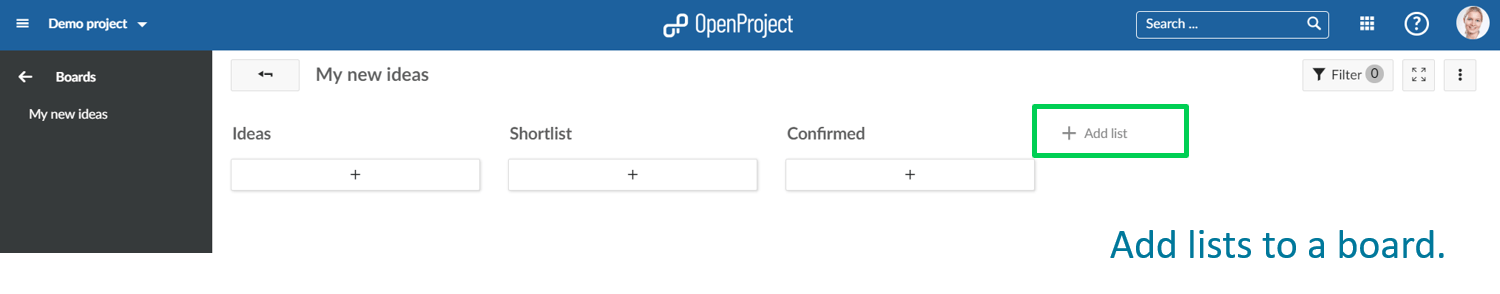 Demo project
OpenProject
Search ...
?
Boards
My new ideas
My new ideas
Filter 0
Ideas
Shortlist
Confirmed
+ Add list
+
+
+
Add lists to a board.